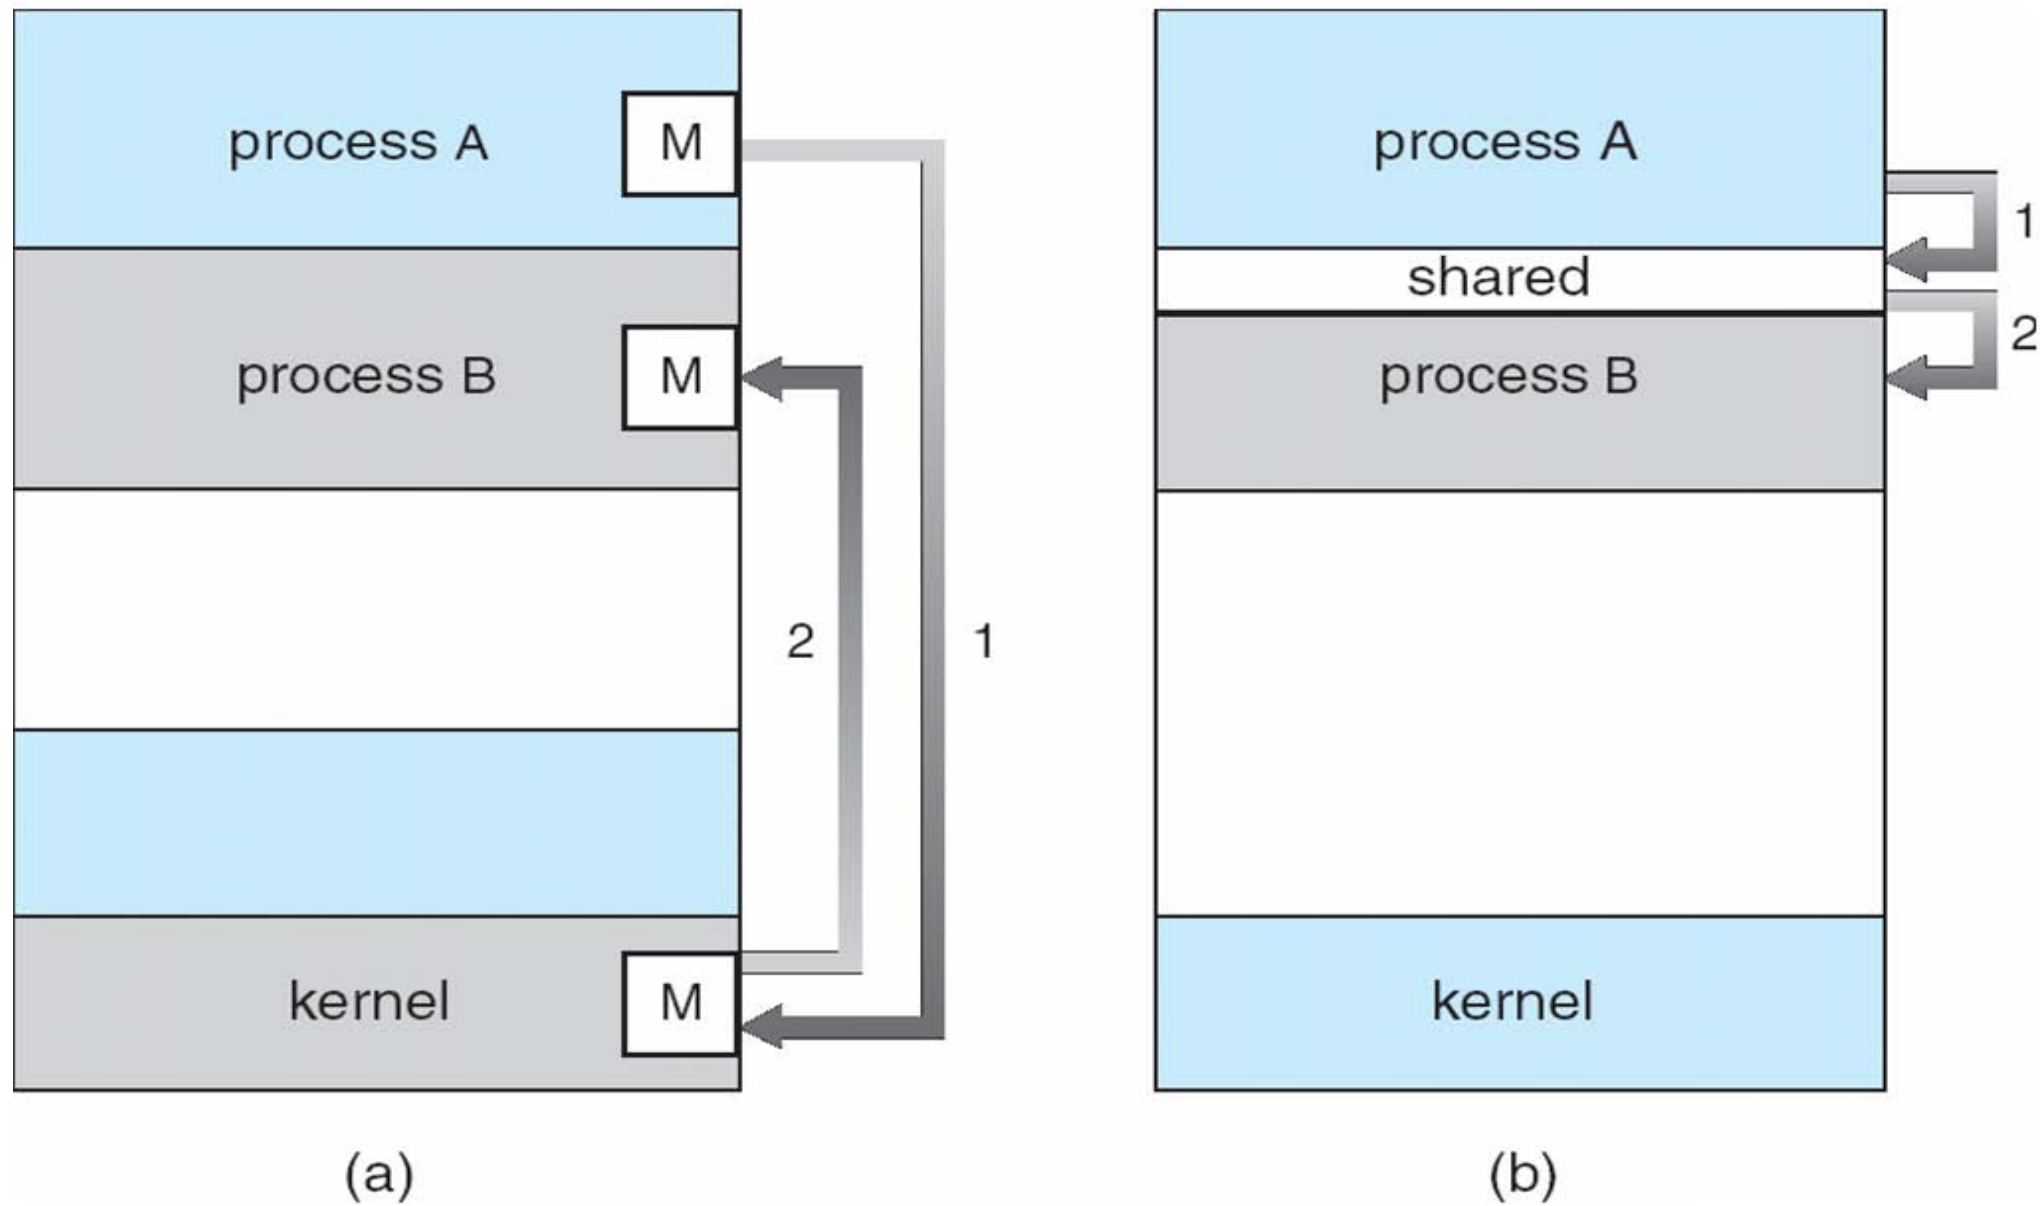 process A M
process B M
2 1
kernel M
(a)
process A
1
shared
2
process B
kernel
(b)